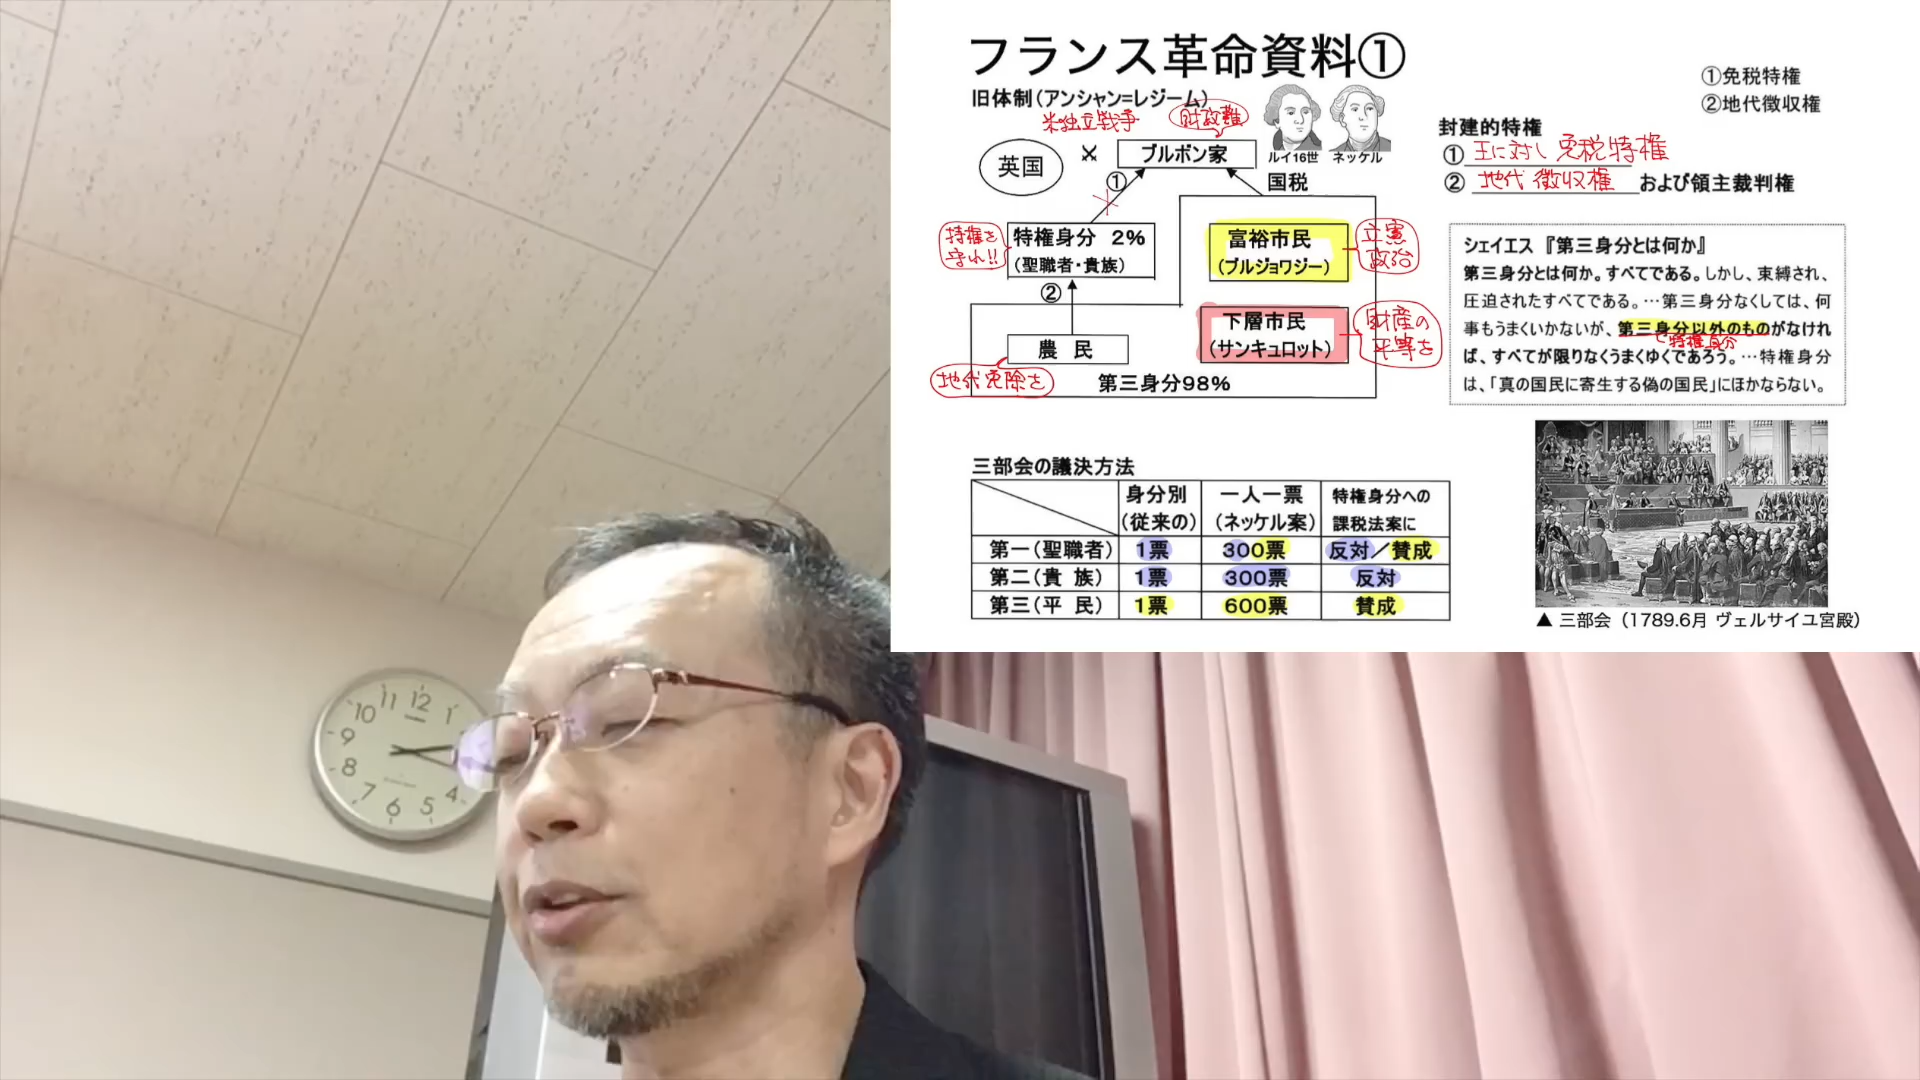 フランス革命資料①
①免税特権
②地代徴収権
旧体制(アンシャン=レジーム)
米独立戦争
財政難
英国
×
ブルボン家
ルイ16世
ネッケル
国税
①
特権を
守れ!!
特権身分 2%
(聖職者・貴族)
富裕市民
(ブルジョワジー)
立憲
政治
②
農 民
下層市民
(サンキュロット)
財産の
平等を
地代免除を
第三身分98%
封建的特権
① 王に対し免税特権
② 地代徴収権 および領主裁判権
シェイエス 『第三身分とは何か』
第三身分とは何か。すべてである。しかし、束縛され、
圧迫されたすべてである。…第三身分なくしては、何
事もうまくいかないが、第三身分以外のものがなけれ
特権身分
ば、すべてが限りなくうまくゆくであろう。…特権身分
は、「真の国民に寄生する偽の国民」にほかならない。
三部会の議決方法
身分別
(従来の)
一人一票
(ネッケル案)
特権身分への
課税法案に
第一(聖職者) 1票 300票 反対/賛成
第二(貴 族) 1票 300票 反対
第三(平 民) 1票 600票 賛成
▲ 三部会(1789.6月 ヴェルサイユ宮殿)
11 12 1
10
9
8 4
7 6 5